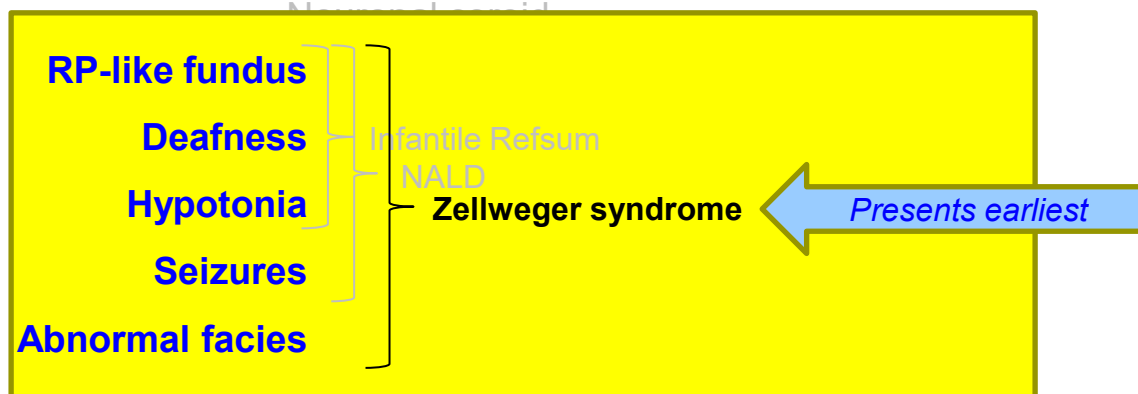 RP-like fundus
Deafness
Infantile Refsum
NALD
Hypotonia
Zellweger syndrome
Presents earliest
Seizures
Abnormal facies